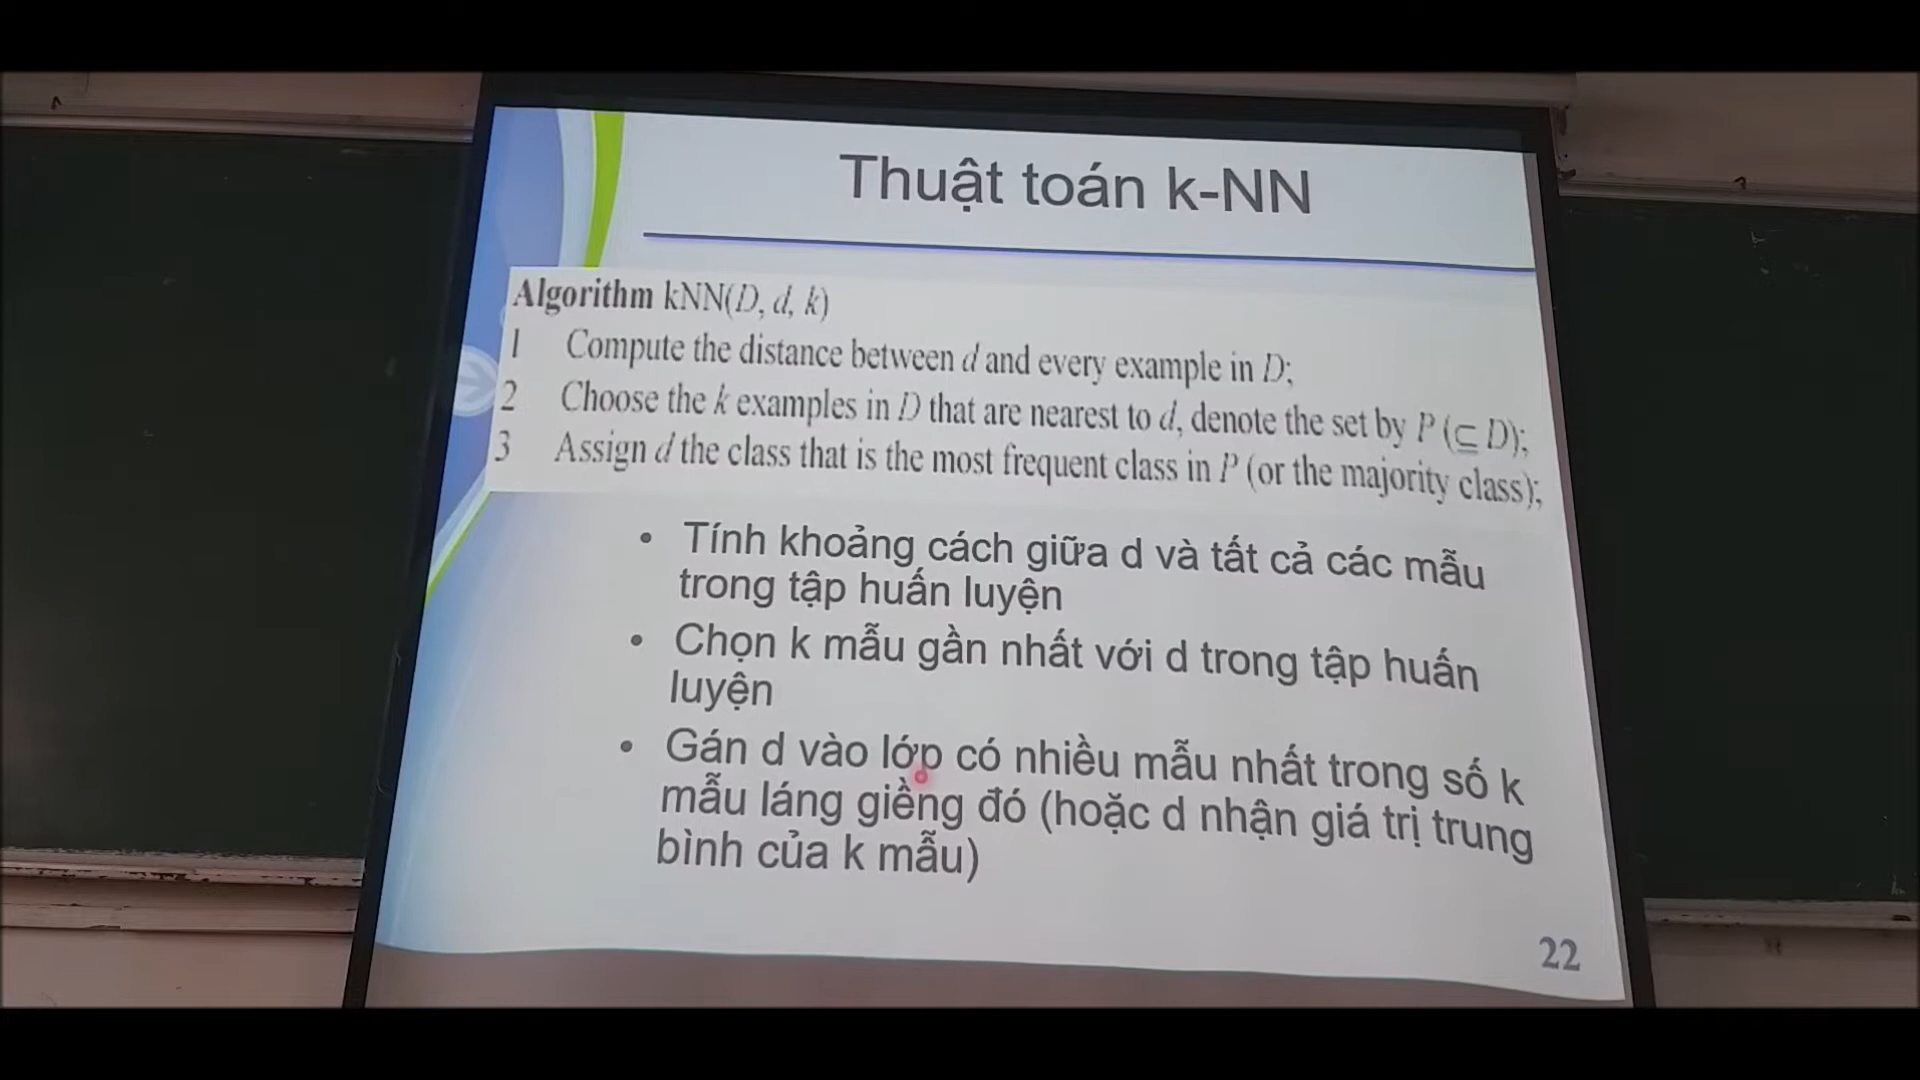 Thuật toán k-NN
Algorithm kNN(D, d, k)
1 Compute the distance between d and every example in D;
2 Choose the k examples in D that are nearest to d, denote the set by P (⊆ D);
3 Assign d the class that is the most frequent class in P (or the majority class);
• Tính khoảng cách giữa d và tất cả các mẫu
trong tập huấn luyện
• Chọn k mẫu gần nhất với d trong tập huấn
luyện
• Gán d vào lớp có nhiều mẫu nhất trong số k
mẫu láng giềng đó (hoặc d nhận giá trị trung
bình của k mẫu)
22